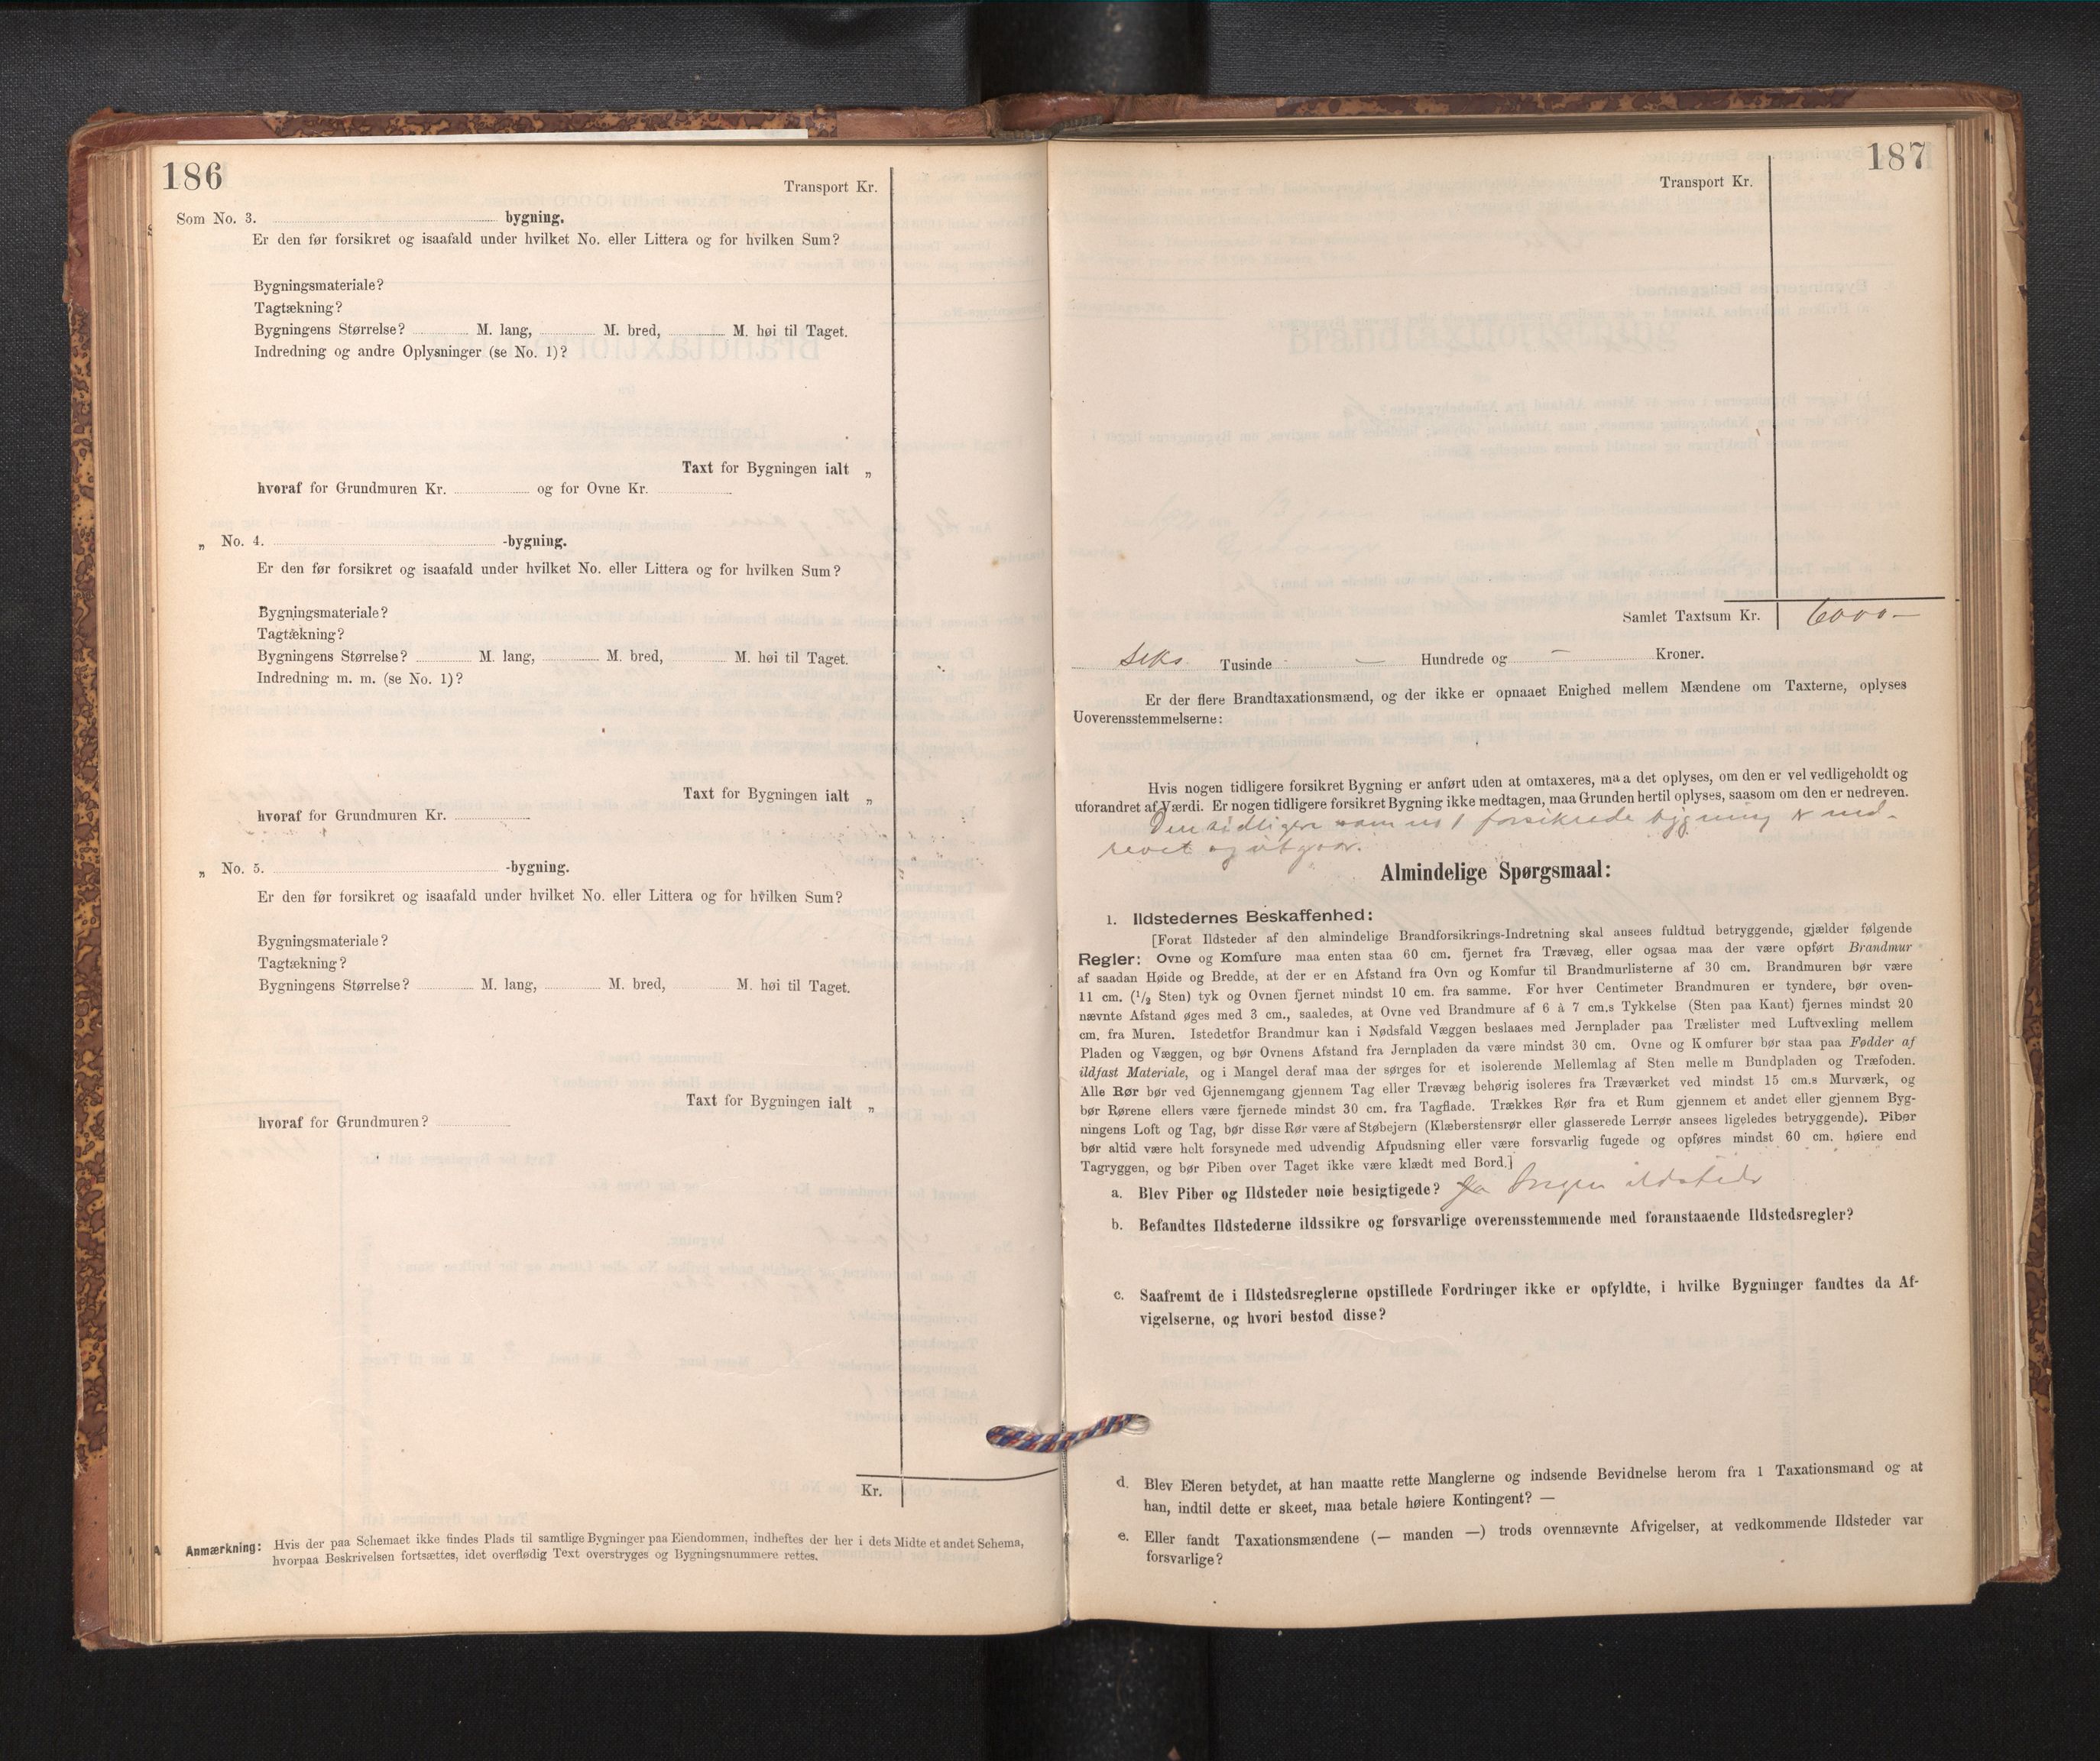 186
Transport Kr.
Som No. 3. bygning.
Er den før forsikret og isaafald under hvilket No. eller Littera og for hvilken Sum?
Bygningsmateriale?
Tagtækning?
Bygningens Størrelse? M. lang, M. bred, M. høi til Taget.
Indredning og andre Oplysninger (se No. 1)?
Taxt for Bygningen ialt „
hvoraf for Grundmuren Kr. og for Ovne Kr.
„ No. 4. -bygning.
Er den før forsikret og isaafald under hvilket No. eller Littera og for hvilken Sum?
Bygningsmateriale?
Tagtækning?
Bygningens Størrelse? M. lang, M. bred, M. høi til Taget.
Indredning m. m. (se No. 1)?
Taxt for Bygningen ialt „
hvoraf for Grundmuren Kr.
„ No. 5. -bygning.
Er den før forsikret og isaafald under hvilket No. eller Littera og for hvilken Sum?
Bygningsmateriale?
Tagtækning?
Bygningens Størrelse? M. lang, M. bred, M. høi til Taget.
Taxt for Bygningen ialt „
hvoraf for Grundmuren?
Kr.
Anmærkning: Hvis der paa Schemaet ikke findes Plads til samtlige Bygninger paa Eiendommen, indheftes der her i dets Midte et andet Schema,
hvorpaa Beskrivelsen fortsættes, idet overflødig Text overstryges og Bygningsnummere rettes.
187
Transport Kr.
Samlet Taxtsum Kr. 6000 —
seks Tusinde — Hundrede og — Kroner.
Er der flere Brandtaxationsmænd, og der ikke er opnaaet Enighed mellem Mændene om Taxterne, oplyses
Uoverensstemmelserne:
Hvis nogen tidligere forsikret Bygning er anført uden at omtaxeres, maa det oplyses, om den er vel vedligeholdt og
uforandret af Værdi. Er nogen tidligere forsikret Bygning ikke medtagen, maa Grunden hertil oplyses, saasom om den er nedreven.
Den tidligere som no 1 forsikrede bygning er ned-
revet og utgaar.
Almindelige Spørgsmaal:
1. Ildstedernes Beskaffenhed:
[Forat Ildsteder af den almindelige Brandforsikrings-Indretning skal ansees fuldtud betryggende, gjælder følgende
Regler: Ovne og Komfure maa enten staa 60 cm. fjernet fra Trævæg, eller ogsaa maa der være opført Brandmur
af saadan Høide og Bredde, at der er en Afstand fra Ovn og Komfur til Brandmurlisterne af 30 cm. Brandmuren bør være
11 cm. (1/2 Sten) tyk og Ovnen fjernet mindst 10 cm. fra samme. For hver Centimeter Brandmuren er tyndere, bør oven-
nævnte Afstand øges med 3 cm., saaledes, at Ovne ved Brandmure af 6 à 7 cm.s Tykkelse (Sten paa Kant) fjernes mindst 20
cm. fra Muren. Istedetfor Brandmur kan i Nødsfald Væggen beslaaes med Jernplader paa Trælister med Luftvexling mellem
Pladen og Væggen, og bør Ovnens Afstand fra Jernpladen da være mindst 30 cm. Ovne og Komfurer bør staa paa Fødder af
ildfast Materiale, og i Mangel deraf maa der sørges for et isolerende Mellemlag af Sten mellem Bundpladen og Træfoden.
Alle Rør bør ved Gjennemgang gjennem Tag eller Trævæg behørig isoleres fra Træværket ved mindst 15 cm.s Murværk, og
bør Rørene ellers være fjernede mindst 30 cm. fra Tagflade. Trækkes Rør fra et Rum gjennem et andet eller gjennem Byg-
ningens Loft og Tag, bør disse Rør være af Støbejern (Klæberstensrør eller glasserede Lerrør ansees ligeledes betryggende). Piber
bør altid være helt forsynede med udvendig Afpudsning eller være forsvarlig fugede og opføres mindst 60 cm. høiere end
Tagryggen, og bør Piben over Taget ikke være klædt med Bord.]
a. Blev Piber og Ildsteder nøie besigtigede? Ja Ingen ildsteder
b. Befandtes Ildstederne ildssikre og forsvarlige overensstemmende med foranstaaende Ildstedsregler?
c. Saafremt de i Ildstedsreglerne opstillede Fordringer ikke er opfyldte, i hvilke Bygninger fandtes da Af-
vigelserne, og hvori bestod disse?
d. Blev Eieren betydet, at han maatte rette Manglerne og indsende Bevidnelse herom fra 1 Taxationsmand og at
han, indtil dette er skeet, maa betale høiere Kontingent? —
e. Eller fandt Taxationsmændene (— manden —) trods ovennævnte Afvigelser, at vedkommende Ildsteder var
forsvarlige?